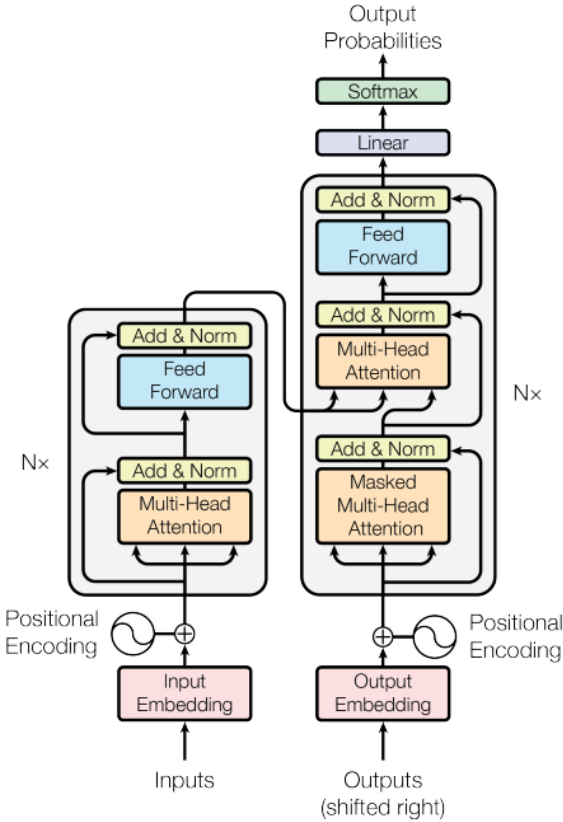 Output
Probabilities
Softmax
Linear
Add & Norm
Feed
Forward
Add & Norm
Multi-Head
Attention
Add & Norm
Masked
Multi-Head
Attention
Nx
Add & Norm
Feed
Forward
Add & Norm
Multi-Head
Attention
Nx
Positional
Encoding
Positional
Encoding
Input
Embedding
Output
Embedding
Inputs
Outputs
(shifted right)